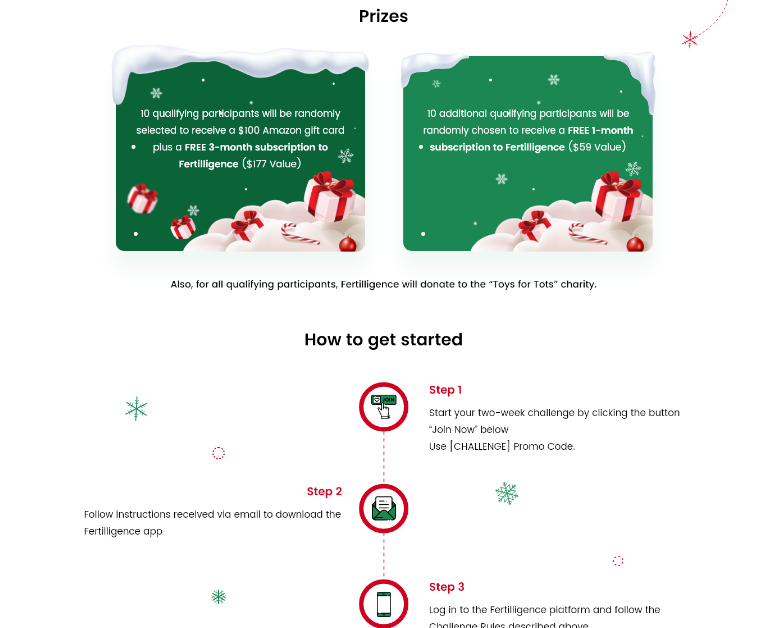 Prizes
10 qualifying participants will be randomly
selected to receive a $100 Amazon gift card
plus a FREE 3-month subscription to
Fertilligence ($177 Value)
10 additional qualifying participants will be
randomly chosen to receive a FREE 1-month
subscription to Fertilligence ($59 Value)
Also, for all qualifying participants, Fertilligence will donate to the “Toys for Tots” charity.
How to get started
JOIN
Step 1
Start your two-week challenge by clicking the button
“Join Now” below
Use [CHALLENGE] Promo Code.
Step 2
Follow instructions received via email to download the
Fertilligence app
Step 3
Log in to the Fertilligence platform and follow the
Challenge Rules described above